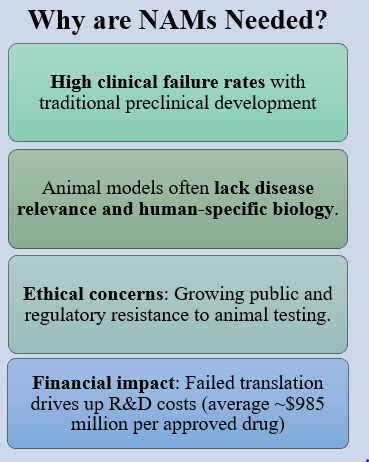 Why are NAMs Needed?
High clinical failure rates with
traditional preclinical development
Animal models often lack disease
relevance and human-specific biology.
Ethical concerns: Growing public and
regulatory resistance to animal testing.
Financial impact: Failed translation
drives up R&D costs (average ~$985
million per approved drug)